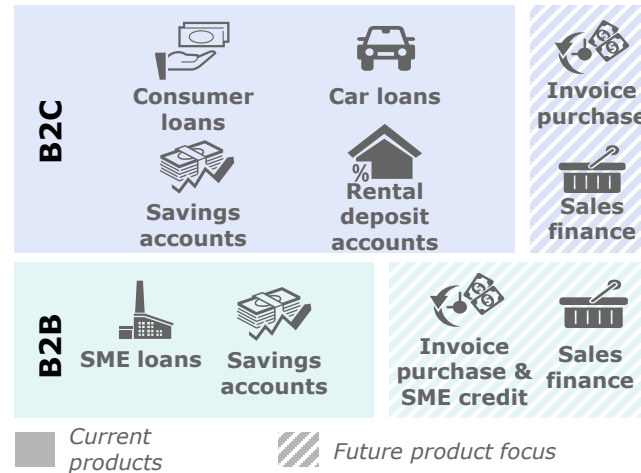 B2C
Consumer
loans
Car loans
%
Savings
accounts
Rental
deposit
accounts
Invoice
purchase
$
$
Sales
finance
B2B
SME loans
Savings
accounts
$
$
Invoice
purchase &
SME credit
Sales
finance
Current
products
Future product focus